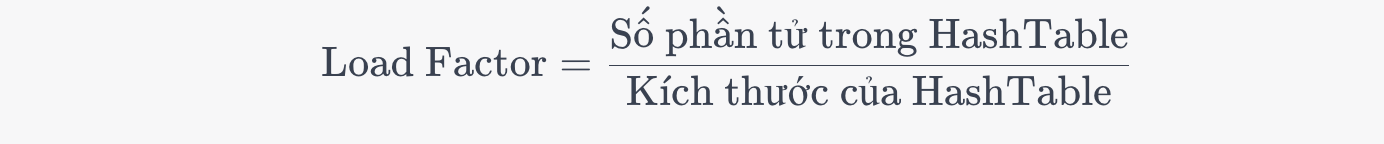 Load Factor = Số phần tử trong HashTable
Kích thước của HashTable